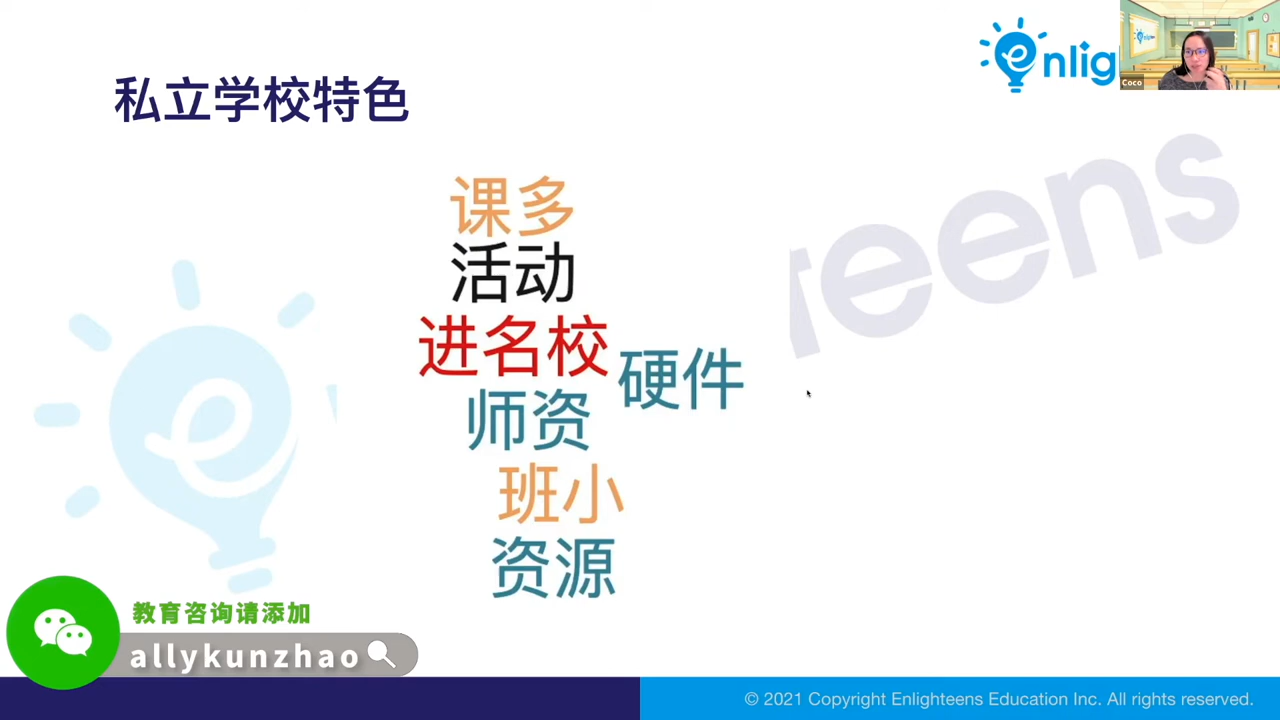 私立学校特色
enlig
Coco
课多
活动
进名校
硬件
师资
班小
资源
teens
教育咨询请添加
allykunzhao
© 2021 Copyright Enlighteens Education Inc. All rights reserved.